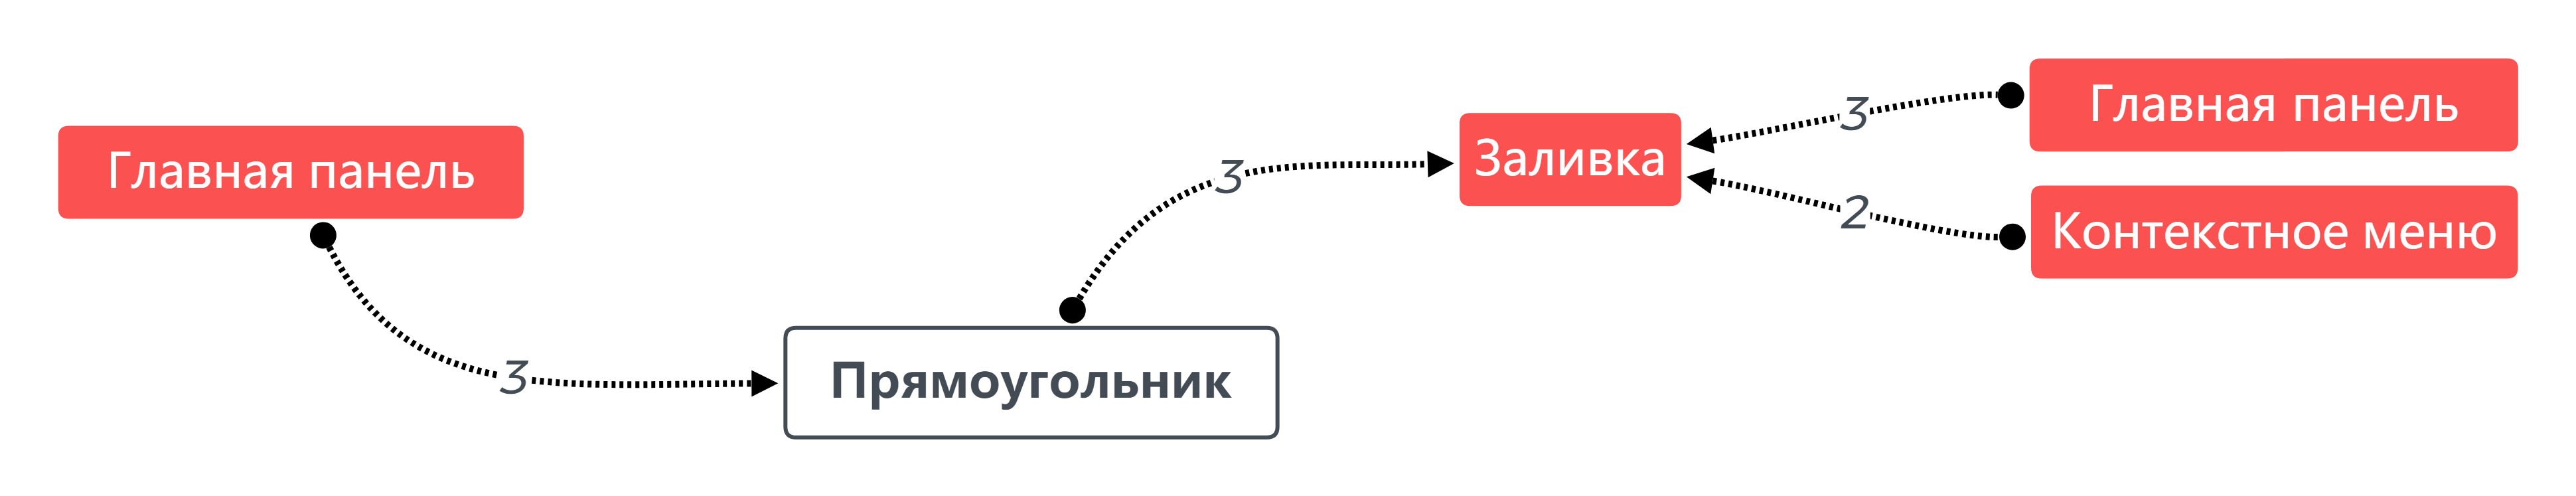 Главная панель
3
Прямоугольник
3
Заливка
3
Главная панель
2
Контекстное меню